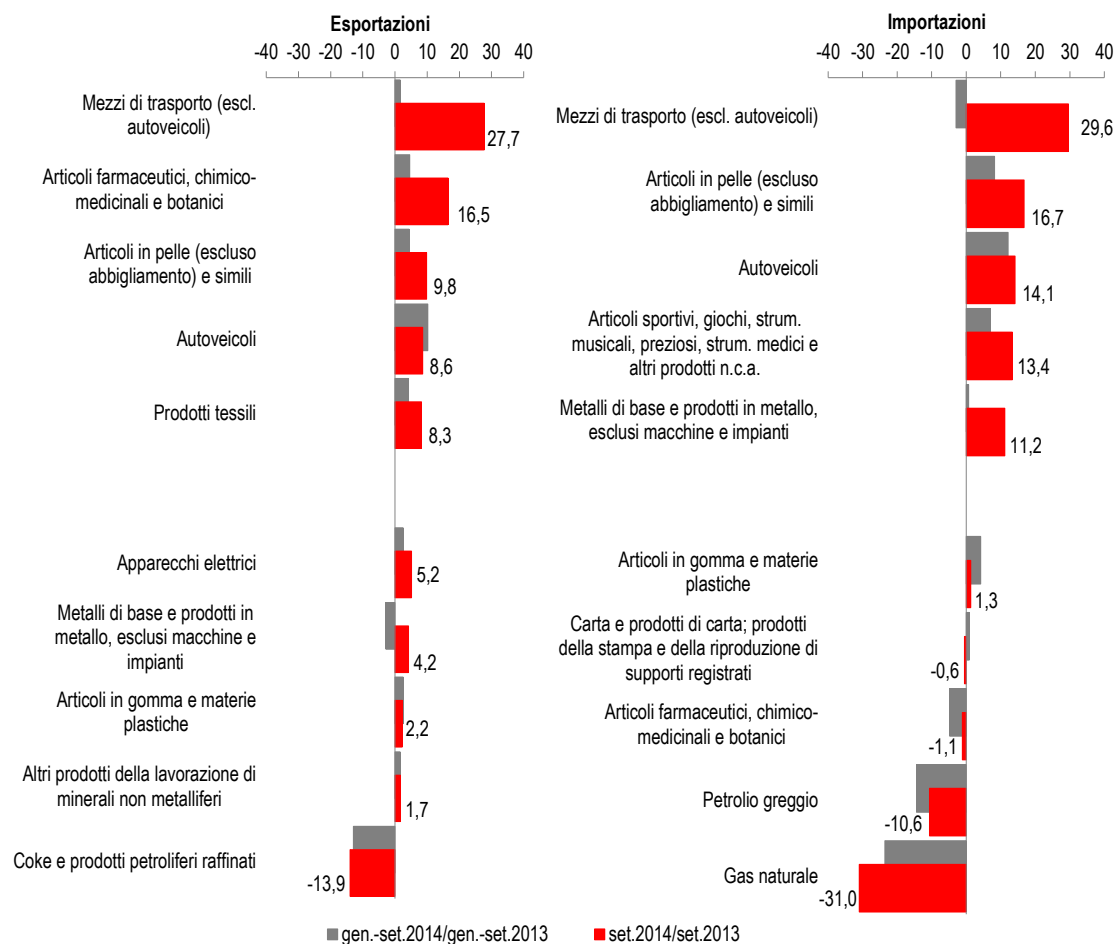 Esportazioni
-40 -30 -20 -10 0 10 20 30 40
Mezzi di trasporto (escl.
autoveicoli)
27,7
Articoli farmaceutici, chimico-
medicinali e botanici
16,5
Articoli in pelle (escluso
abbigliamento) e simili
9,8
Autoveicoli
8,6
Prodotti tessili
8,3
Apparecchi elettrici
5,2
Metalli di base e prodotti in
metallo, esclusi macchine e
impianti
4,2
Articoli in gomma e materie
plastiche
2,2
Altri prodotti della lavorazione di
minerali non metalliferi
1,7
Coke e prodotti petroliferi raffinati
-13,9
Importazioni
-40 -30 -20 -10 0 10 20 30 40
Mezzi di trasporto (escl. autoveicoli)
29,6
Articoli in pelle (escluso
abbigliamento) e simili
16,7
Autoveicoli
14,1
Articoli sportivi, giochi, strum.
musicali, preziosi, strum. medici e
altri prodotti n.c.a.
13,4
Metalli di base e prodotti in metallo,
esclusi macchine e impianti
11,2
Articoli in gomma e materie
plastiche
1,3
Carta e prodotti di carta; prodotti
della stampa e della riproduzione di
supporti registrati
-0,6
Articoli farmaceutici, chimico-
medicinali e botanici
-1,1
Petrolio greggio
-10,6
Gas naturale
-31,0
gen.-set.2014/gen.-set.2013
set.2014/set.2013